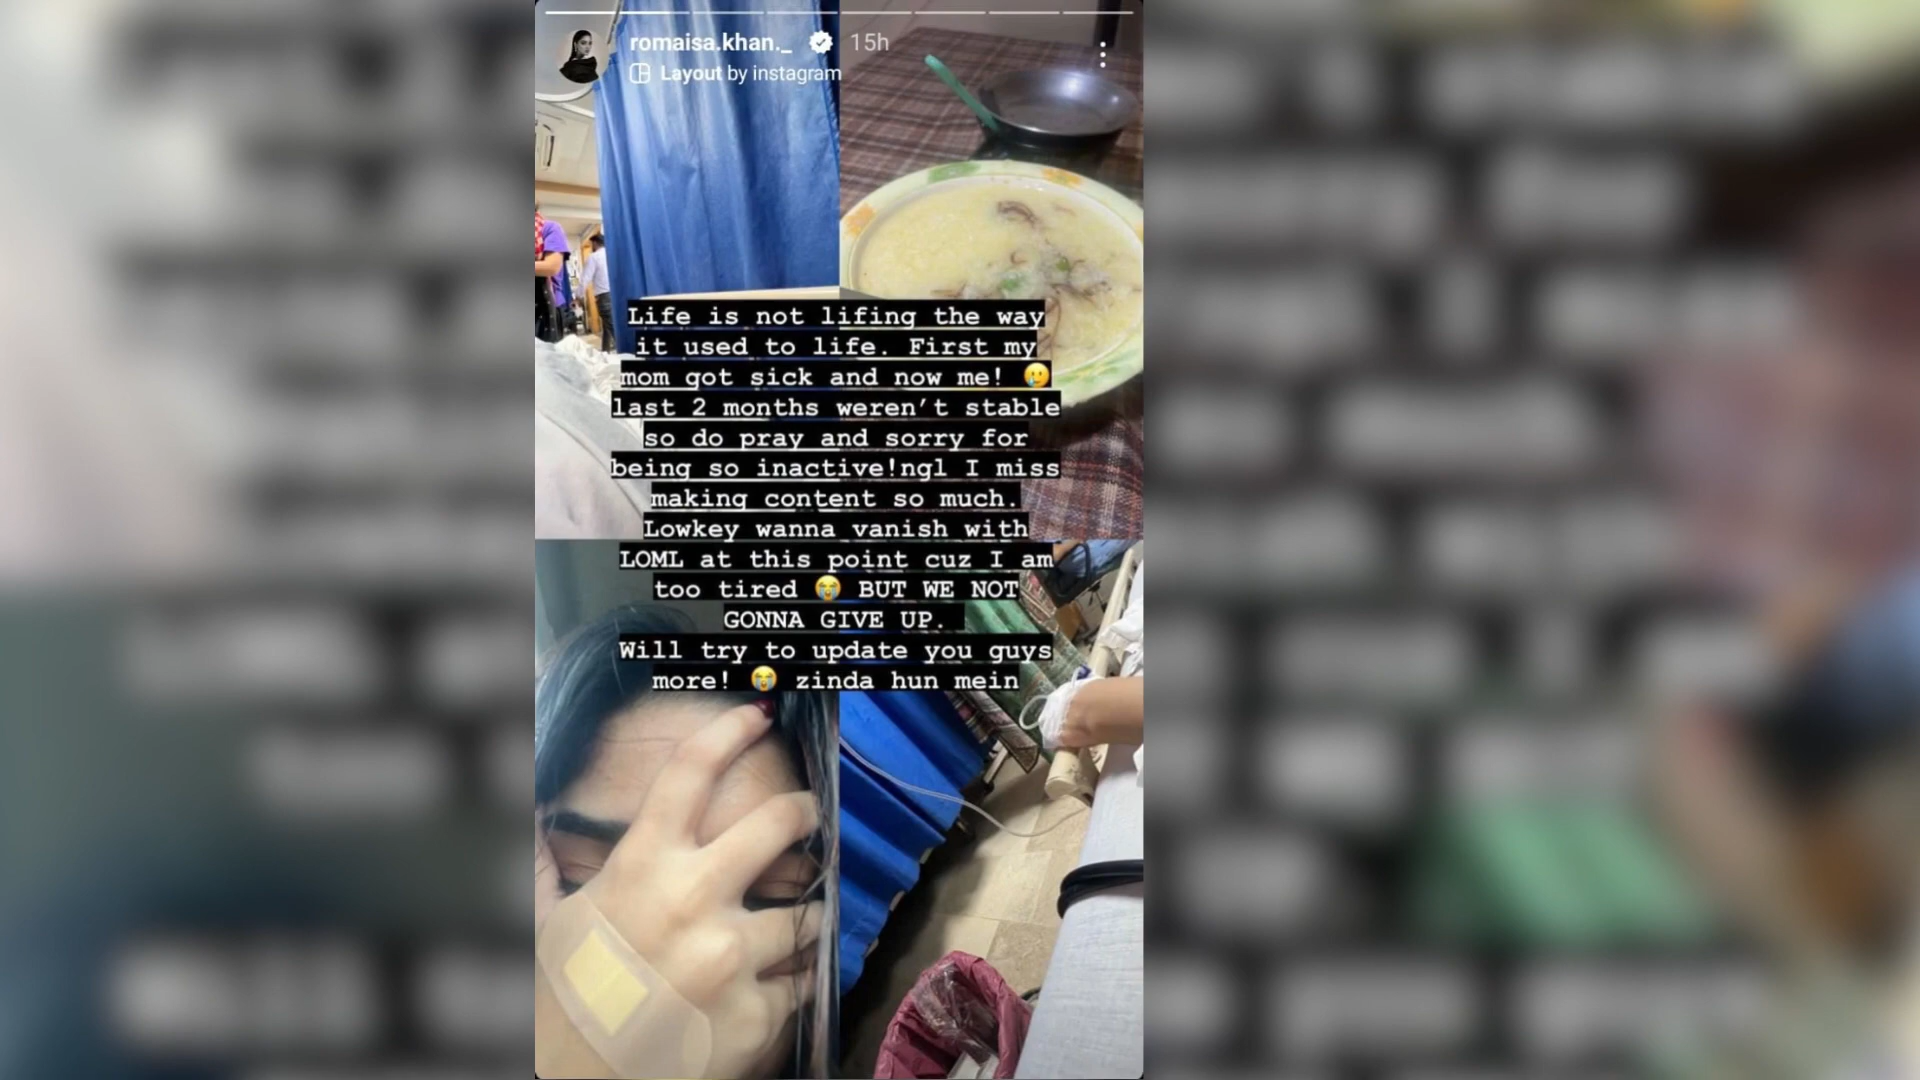 romaisa.khan._ 15h
Layout by instagram
Life is not lifing the way
it used to life. First my
mom got sick and now me! 🥲
last 2 months weren’t stable
so do pray and sorry for
being so inactive!ngl I miss
making content so much.
Lowkey wanna vanish with
LOML at this point cuz I am
too tired 😭 BUT WE NOT
GONNA GIVE UP.
Will try to update you guys
more! 😭 zinda hun mein